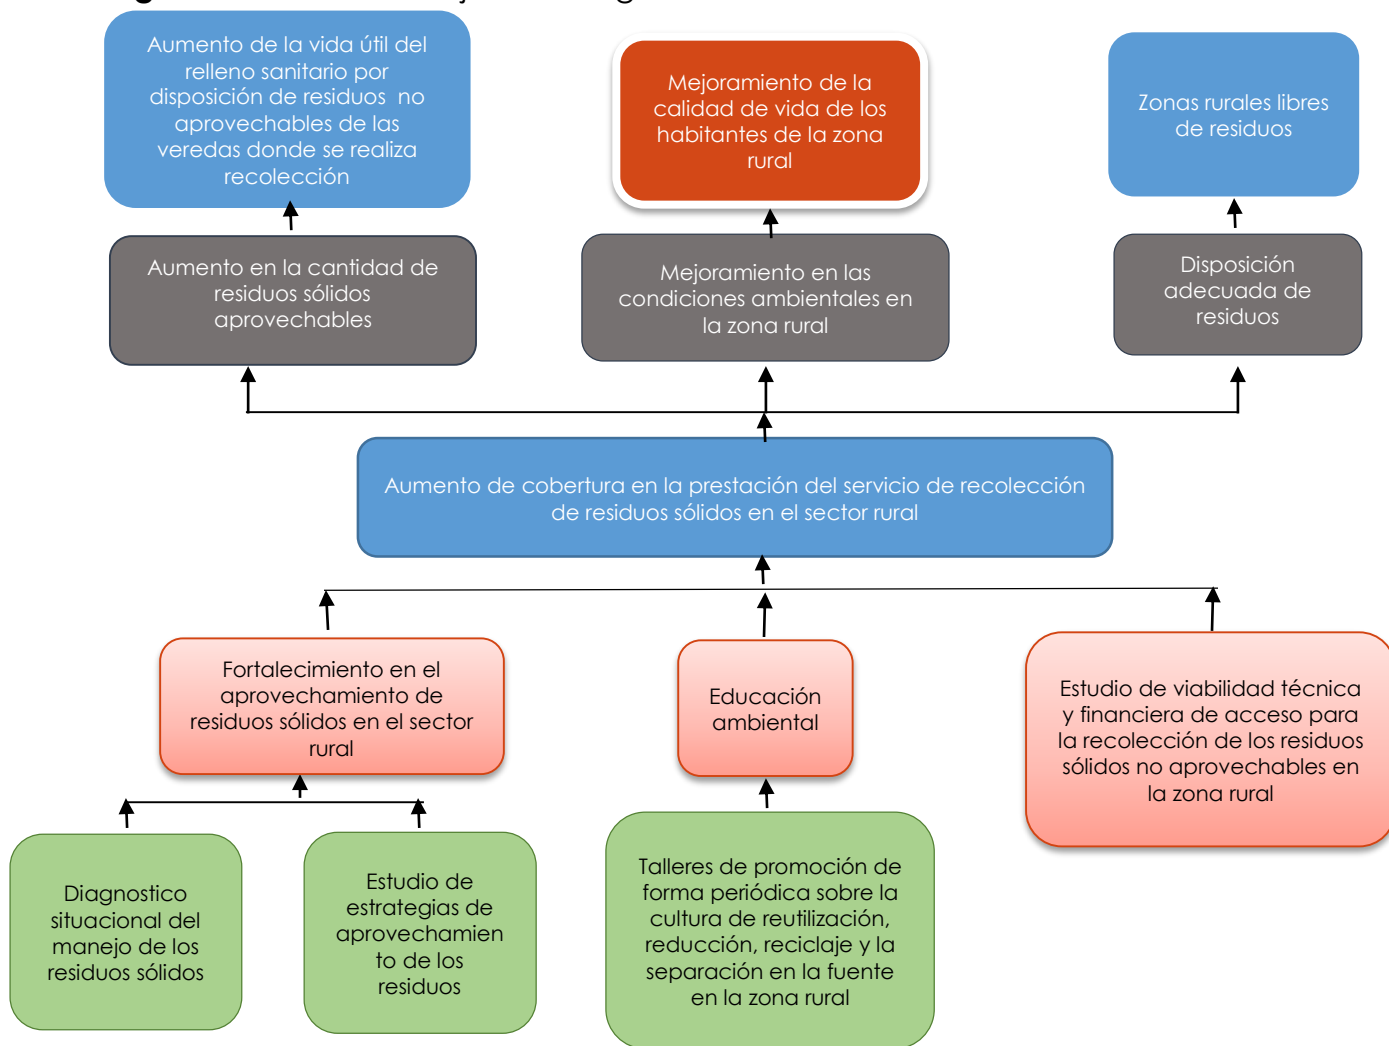 Aumento de la vida útil del
relleno sanitario por
disposición de residuos  no
aprovechables de las
veredas donde se realiza
recolección
Mejoramiento de la
calidad de vida de los
habitantes de la zona
rural
Zonas rurales libres
de residuos
Aumento en la cantidad de
residuos sólidos
aprovechables
Mejoramiento en las
condiciones ambientales en
la zona rural
Disposición
adecuada de
residuos
Aumento de cobertura en la prestación del servicio de recolección
de residuos sólidos en el sector rural
Fortalecimiento en el
aprovechamiento de
residuos sólidos en el sector
rural
Educación
ambiental
Estudio de viabilidad técnica
y financiera de acceso para
la recolección de los residuos
sólidos no aprovechables en
la zona rural
Diagnostico
situacional del
manejo de los
residuos sólidos
Estudio de
estrategias de
aprovechamien
to de los
residuos
Talleres de promoción de
forma periódica sobre la
cultura de reutilización,
reducción, reciclaje y la
separación en la fuente
en la zona rural